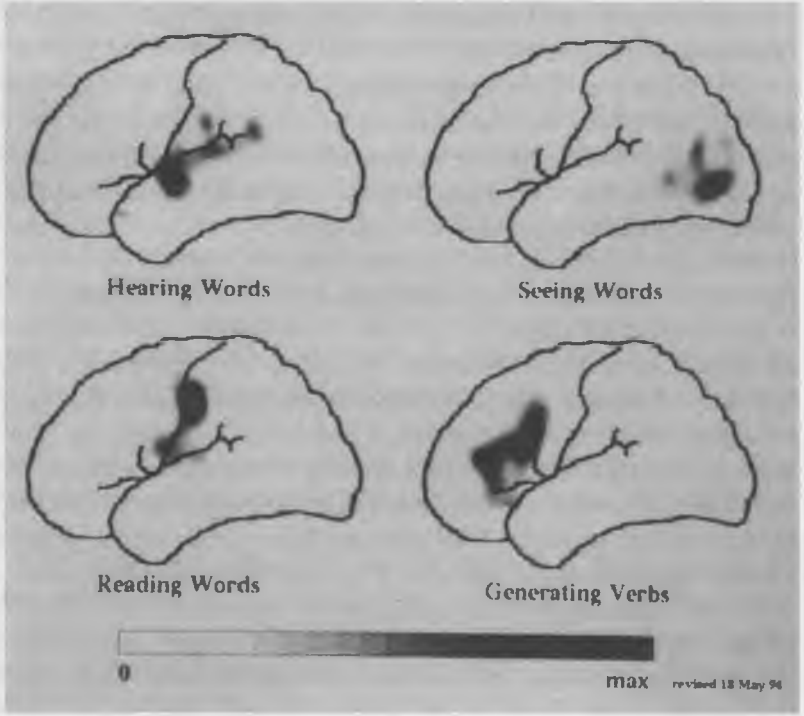 Hearing Words
Seeing Words
Reading Words
Generating Verbs
0
max
revised 18 May 94